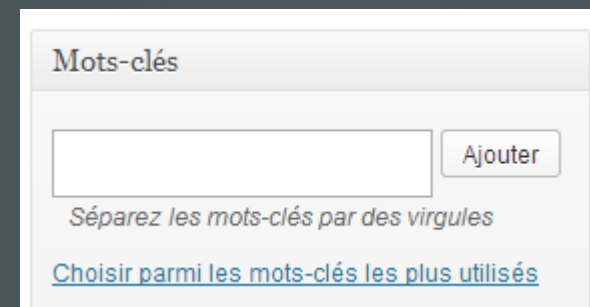 Mots-clés
Ajouter
Séparez les mots-clés par des virgules
Choisir parmi les mots-clés les plus utilisés